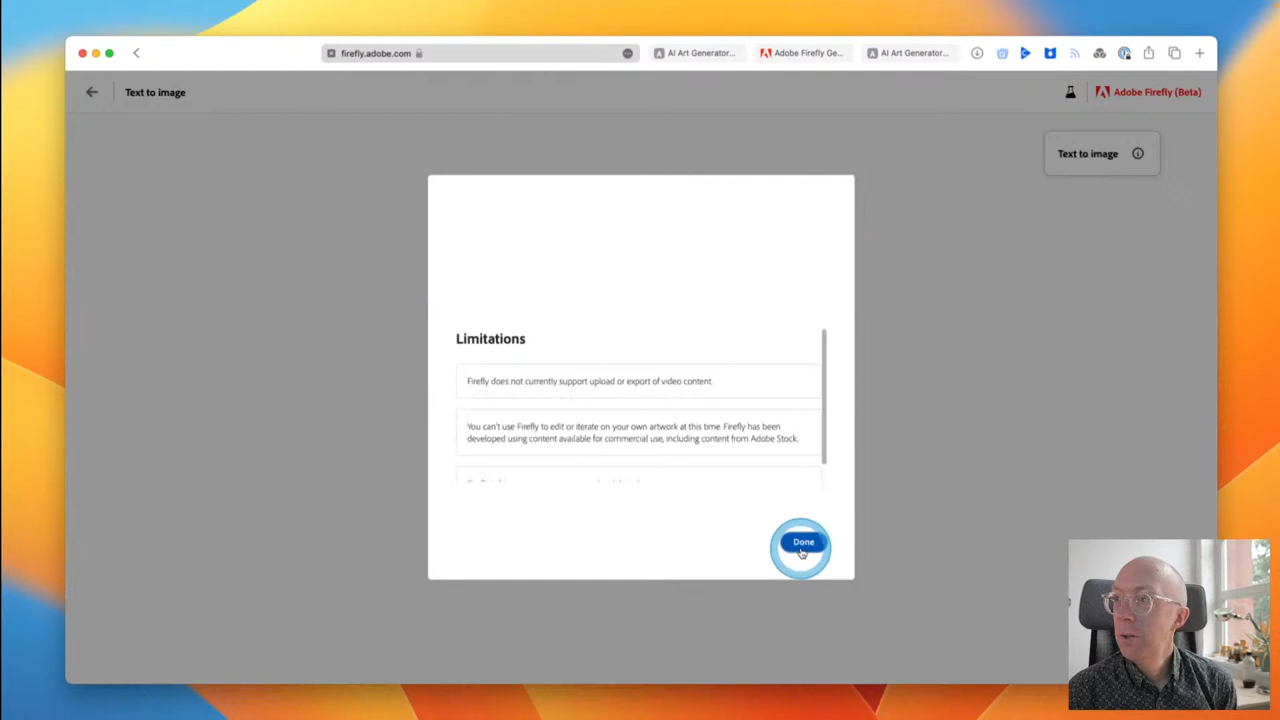 firefly.adobe.com
AI Art Generator...
Adobe Firefly Ge...
AI Art Generator...
Text to image
Adobe Firefly (Beta)
Text to image
Limitations
Firefly does not currently support upload or export of video content.
You can't use Firefly to edit or iterate on your own artwork at this time. Firefly has been
developed using content available for commercial use, including content from Adobe Stock.
Done